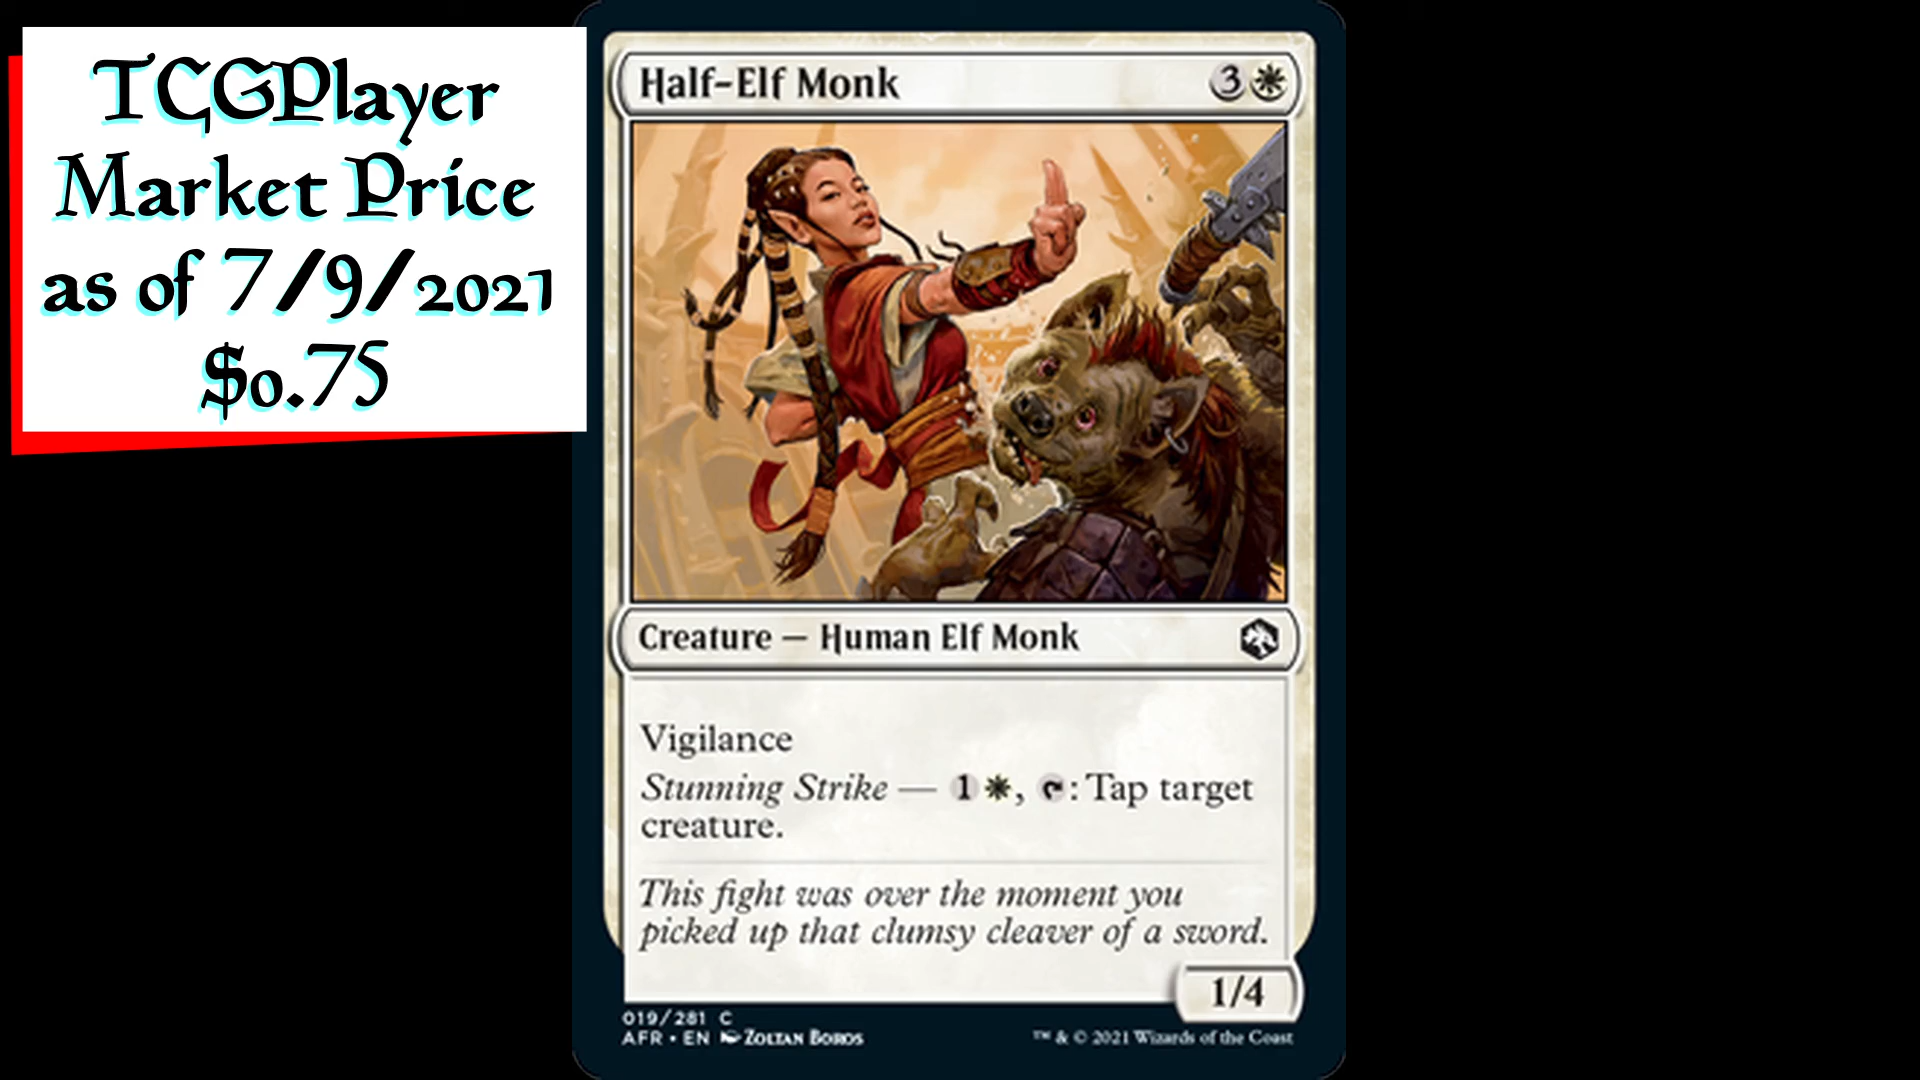 TCGPlayer
Market Price
as of 7/9/2021
$0.75
Half-Elf Monk
3
Creature — Human Elf Monk
Vigilance
Stunning Strike — 1, : Tap target
creature.
This fight was over the moment you
picked up that clumsy cleaver of a sword.
1/4
019/281 C
AFR • EN Zoltan Boros
™ & © 2021 Wizards of the Coast